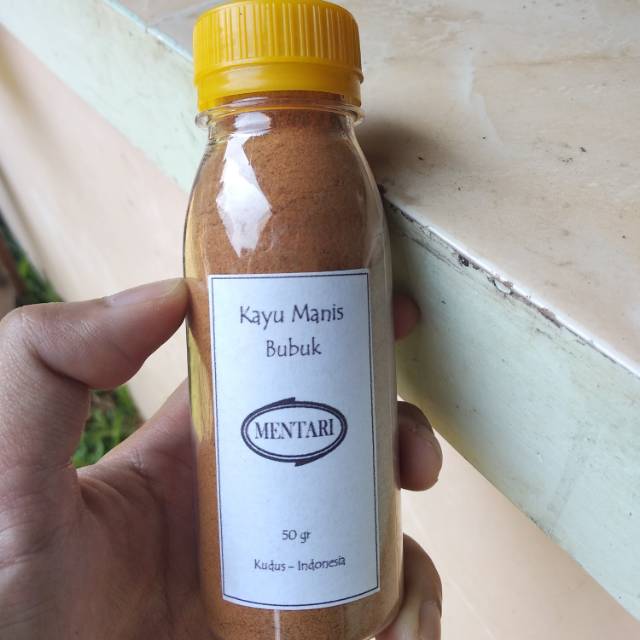 Kayu Manis
Bubuk
MENTARI
50 gr
Kudus – Indonesia